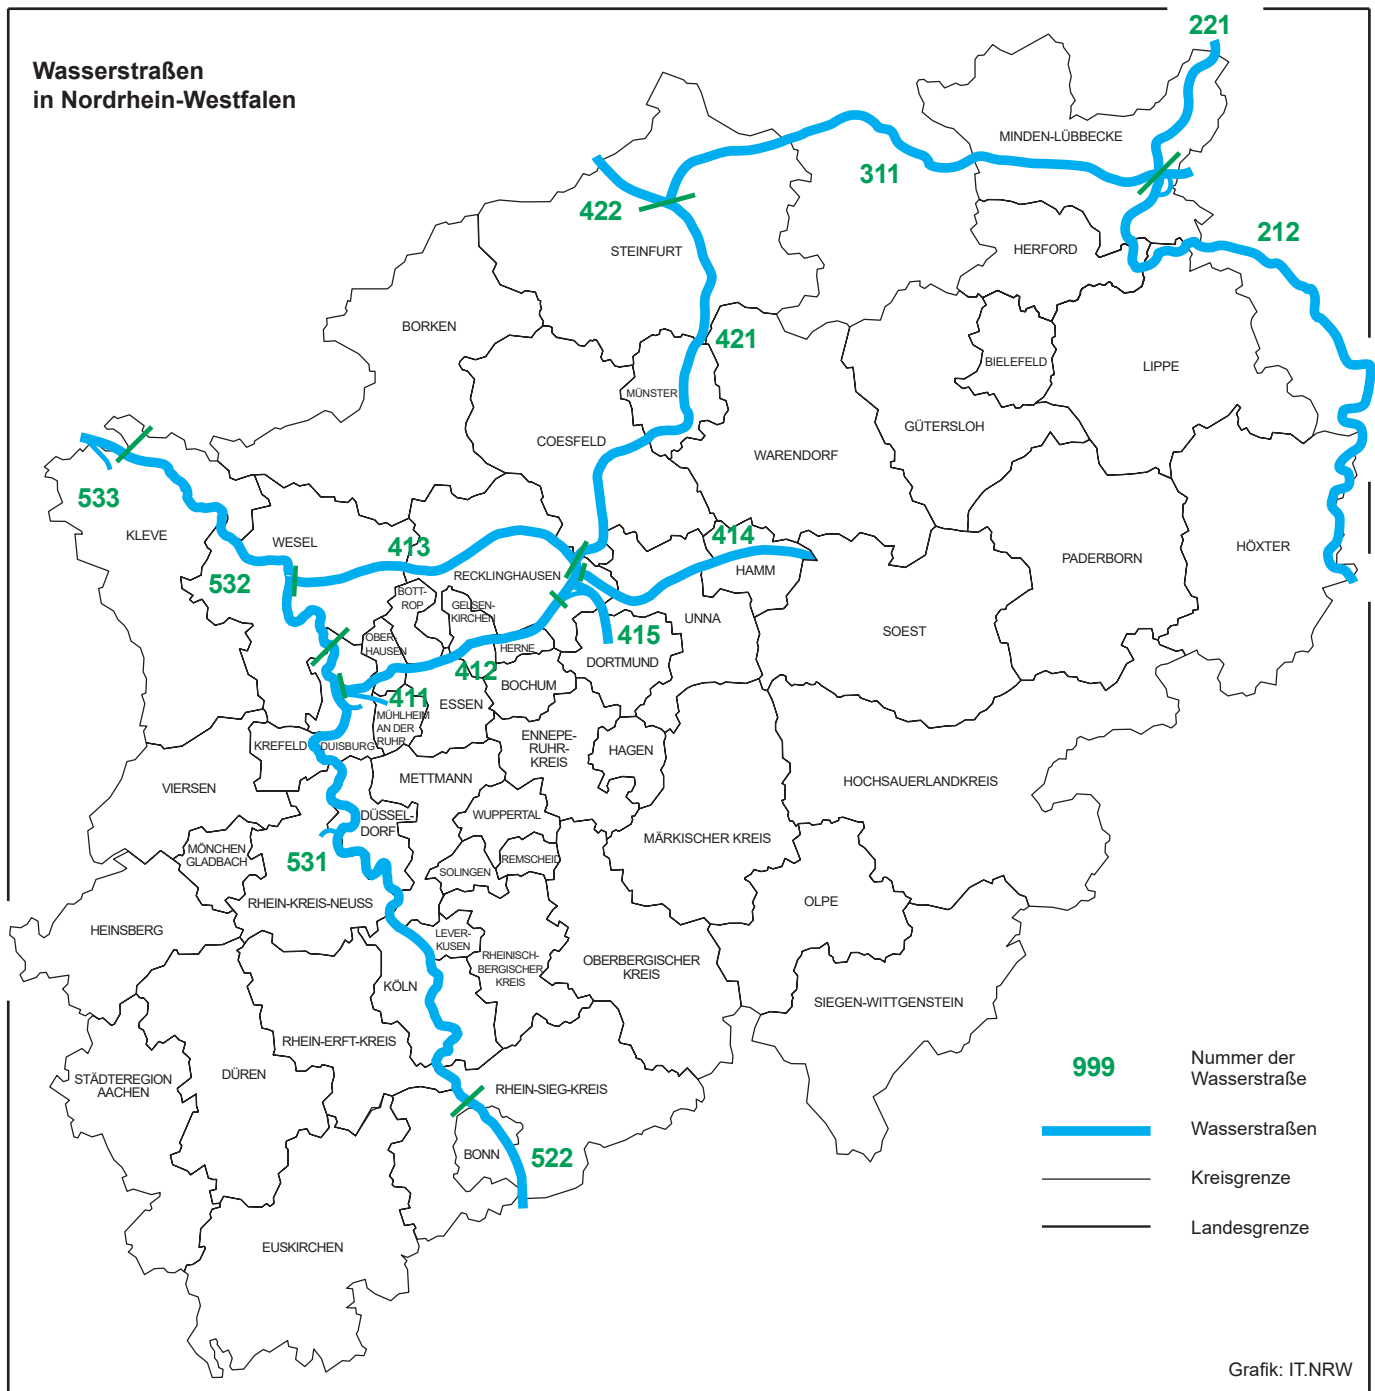 Wasserstraßen
in Nordrhein-Westfalen
221
MINDEN-LÜBBECKE
311
422
212
STEINFURT
HERFORD
BORKEN
421
BIELEFELD
LIPPE
MÜNSTER
GÜTERSLOH
COESFELD
WARENDORF
533
KLEVE
WESEL
413
414
HÖXTER
PADERBORN
532
RECKLINGHAUSEN
HAMM
BOTT-
ROP
GELSEN-
KIRCHEN
UNNA
SOEST
OBER-
HAUSEN
HERNE
415
DORTMUND
412
411
BOCHUM
ESSEN
MÜHLHEIM
AN DER
RUHR
KREFELD
DUISBURG
ENNEPE-
RUHR-
KREIS
HAGEN
METTMANN
HOCHSAUERLANDKREIS
VIERSEN
DÜSSEL-
DORF
WUPPERTAL
MÄRKISCHER KREIS
MÖNCHEN
GLADBACH
531
REMSCHEID
SOLINGEN
RHEIN-KREIS-NEUSS
OLPE
HEINSBERG
LEVER-
KUSEN
RHEINISCH-
BERGISCHER
KREIS
OBERBERGISCHER
KREIS
KÖLN
SIEGEN-WITTGENSTEIN
RHEIN-ERFT-KREIS
DÜREN
STÄDTEREGION
AACHEN
RHEIN-SIEG-KREIS
BONN
522
EUSKIRCHEN
999
Nummer der
Wasserstraße
Wasserstraßen
Kreisgrenze
Landesgrenze
Grafik: IT.NRW